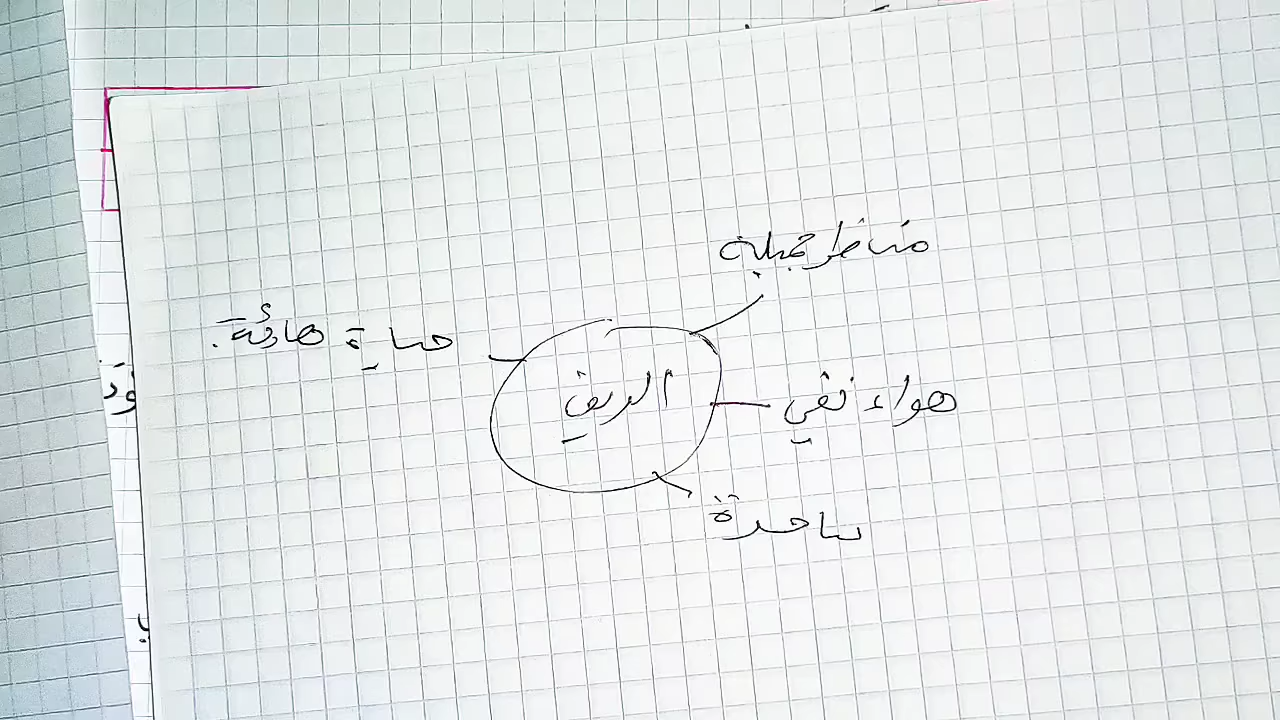 مناظر جميلة
حياة هادئة.
الريف
هواء نقي
ساحرة